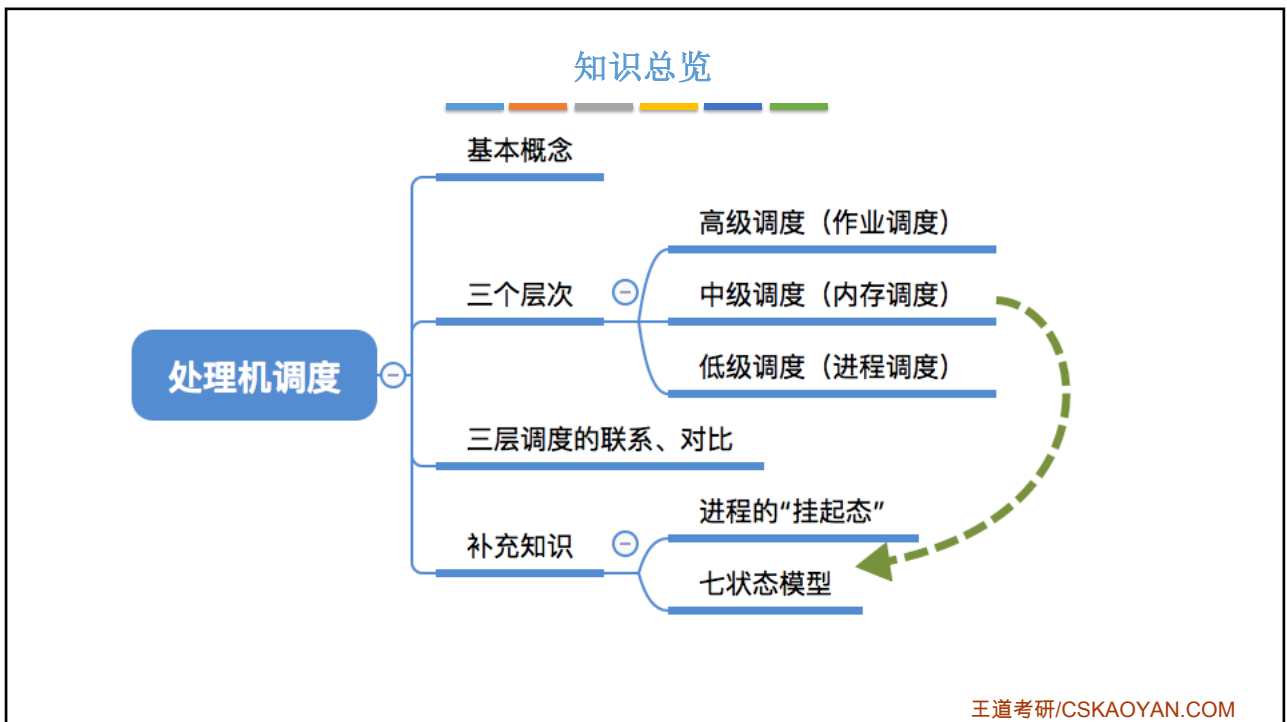 知识总览
基本概念
高级调度（作业调度）
三个层次
中级调度（内存调度）
低级调度（进程调度）
处理机调度
三层调度的联系、对比
进程的“挂起态”
补充知识
七状态模型
王道考研/CSKAOYAN.COM